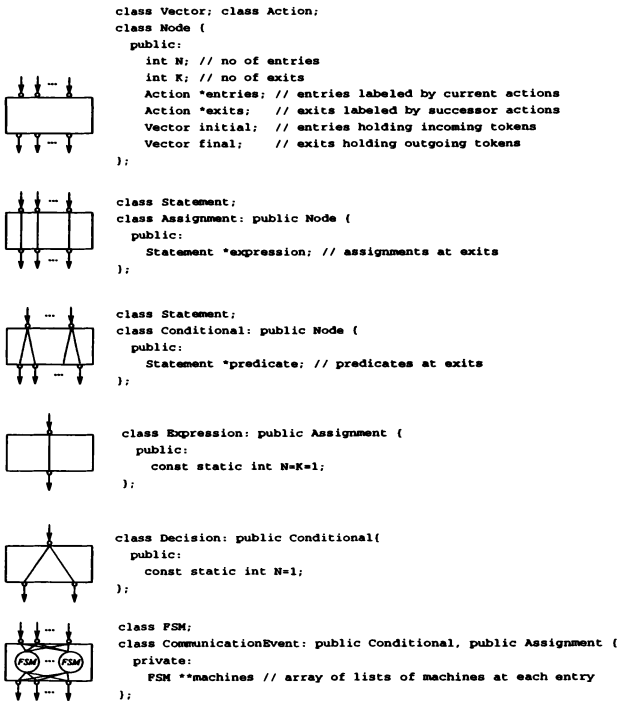 class Vector; class Action;
class Node {
public:
int N; // no of entries
int K; // no of exits
Action *entries; // entries labeled by current actions
Action *exits; // exits labeled by successor actions
Vector initial; // entries holding incoming tokens
Vector final; // exits holding outgoing tokens
};
class Statement;
class Assignment: public Node {
public:
Statement *expression; // assignments at exits
};
class Statement;
class Conditional: public Node {
public:
Statement *predicate; // predicates at exits
};
class Expression: public Assignment {
public:
const static int N=K=1;
};
class Decision: public Conditional{
public:
const static int N=1;
};
class FSM;
class CommunicationEvent: public Conditional, public Assignment {
private:
FSM **machines // array of lists of machines at each entry
};
FSM ... FSM